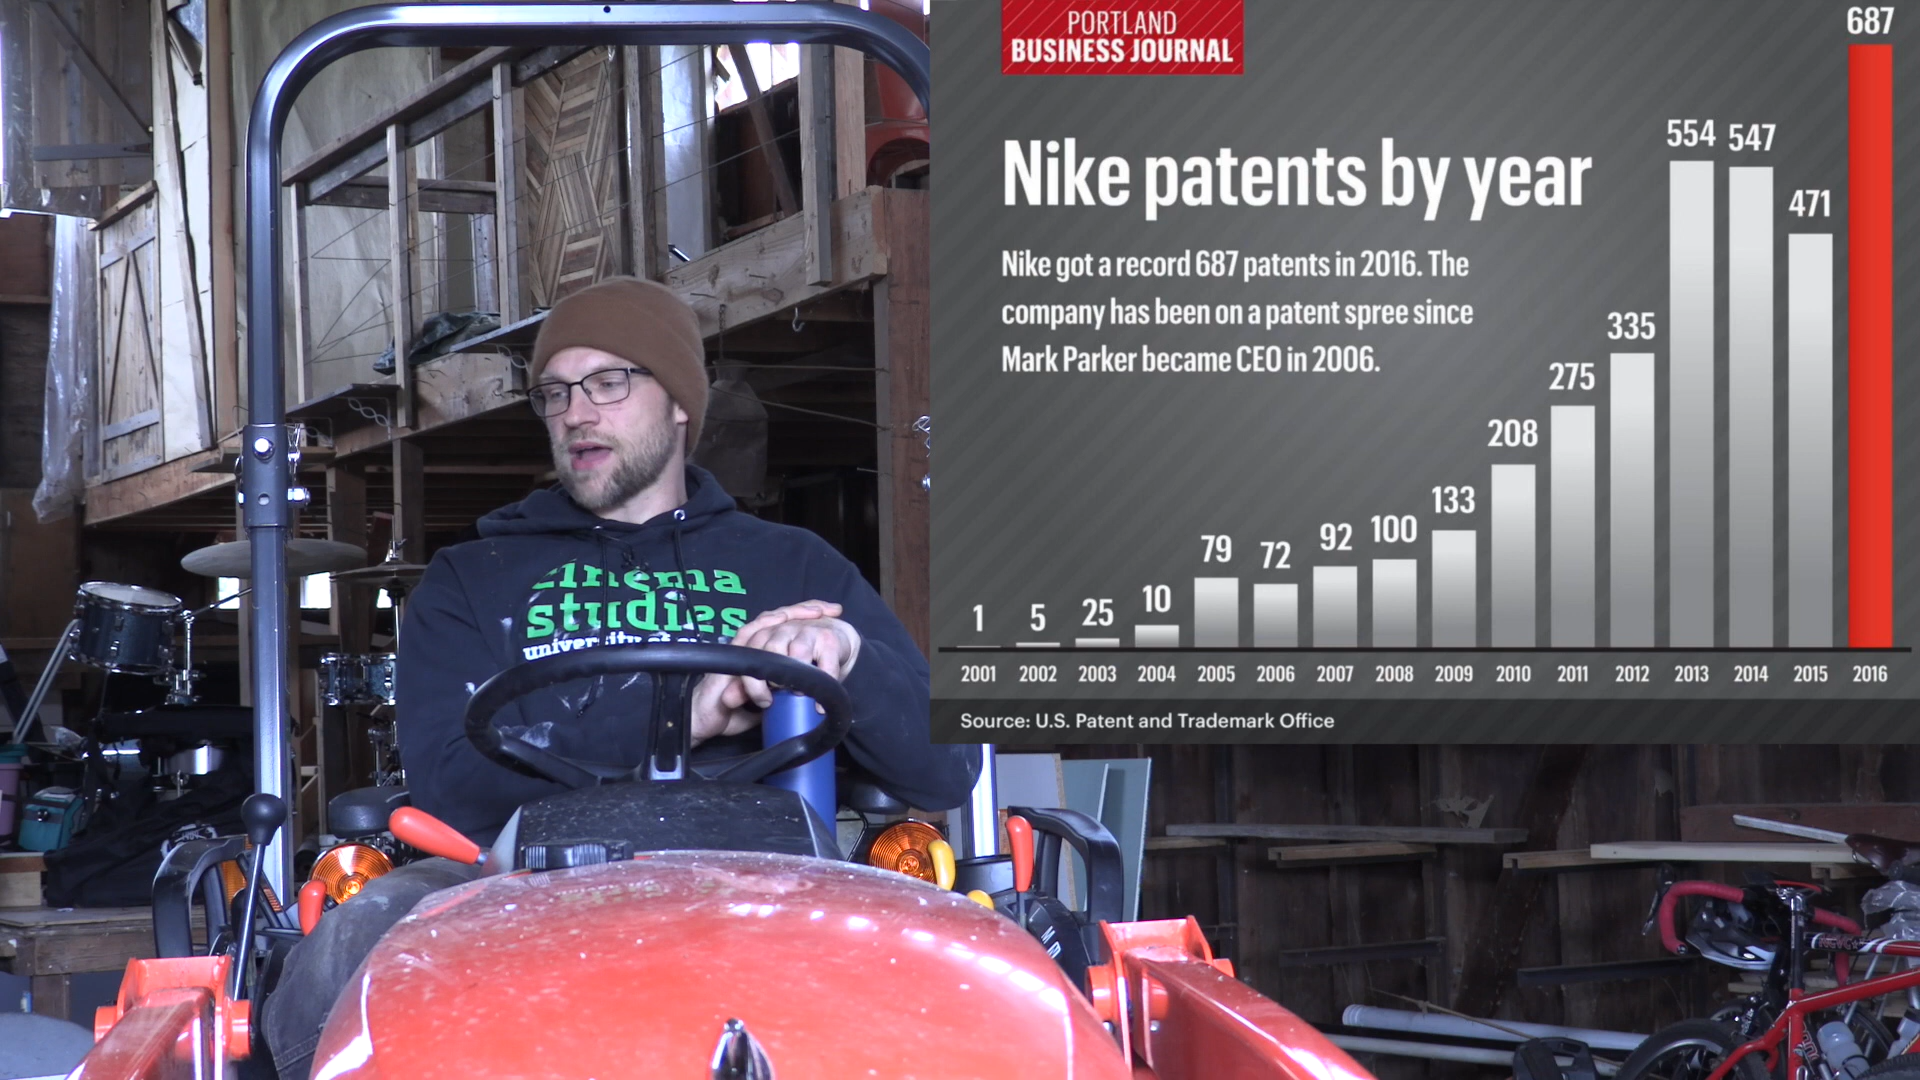 PORTLAND
BUSINESS JOURNAL
Nike patents by year
Nike got a record 687 patents in 2016. The
company has been on a patent spree since
Mark Parker became CEO in 2006.
1
5
25
10
79
72
92
100
133
208
275
335
554
547
471
687
2001 2002 2003 2004 2005 2006 2007 2008 2009 2010 2011 2012 2013 2014 2015 2016
Source: U.S. Patent and Trademark Office
cinema
studies
university of